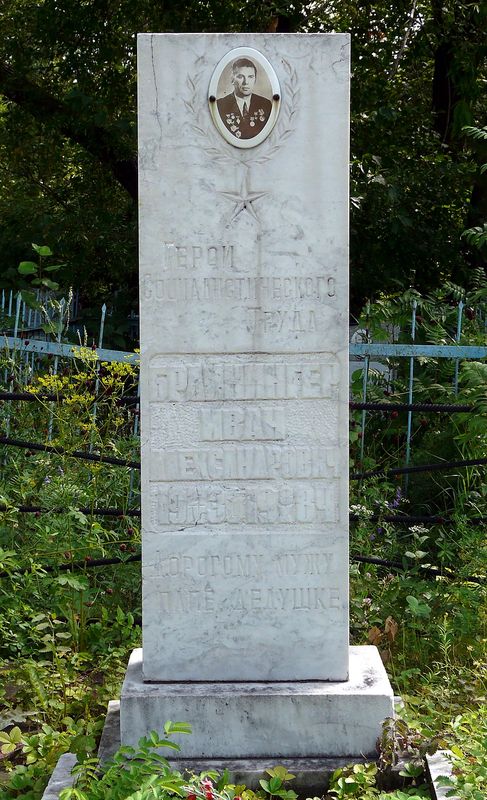 ГЕРОЙ
СОЦИАЛИСТИЧЕСКОГО
ТРУДА
ИВАН
АЛЕКСАНДРОВИЧ
ДОРОГОМУ МУЖУ
ПАПЕ, ДЕДУШКЕ